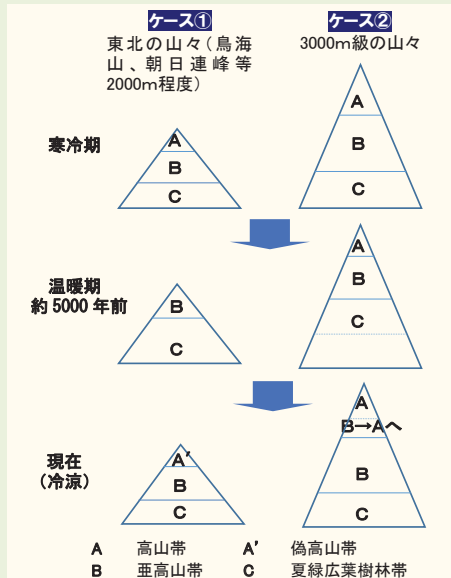 ケース①
東北の山々(鳥海
山、朝日連峰等
2000m程度)
ケース②
3000m級の山々
寒冷期
A
B
C
A
B
C
温暖期
約5000年前
B
C
A
B
C
現在
(冷涼)
A'
B
C
A
B→Aへ
B
C
A 高山帯 A' 偽高山帯
B 亜高山帯 C 夏緑広葉樹林帯